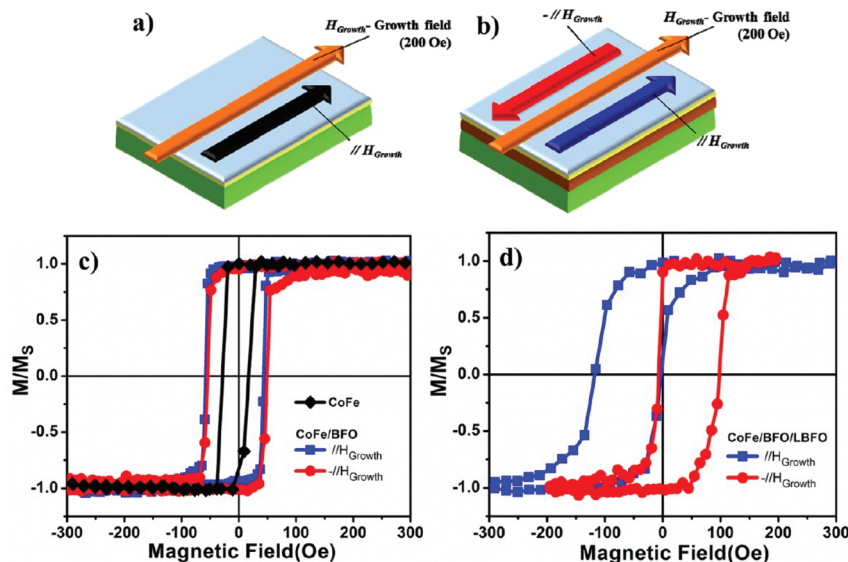 a)
H_Growth- Growth field
(200 Oe)
// H_Growth
b)
- // H_Growth
H_Growth- Growth field
(200 Oe)
// H_Growth
c)
1.0
0.5
0.0
-0.5
-1.0
M/M_S
CoFe
CoFe/BFO
//H_Growth
-//H_Growth
-300 -200 -100 0 100 200 300
Magnetic Field(Oe)
d)
1.0
0.5
0.0
-0.5
-1.0
M/M_S
CoFe/BFO/LBFO
//H_Growth
-//H_Growth
-300 -200 -100 0 100 200 300
Magnetic Field(Oe)